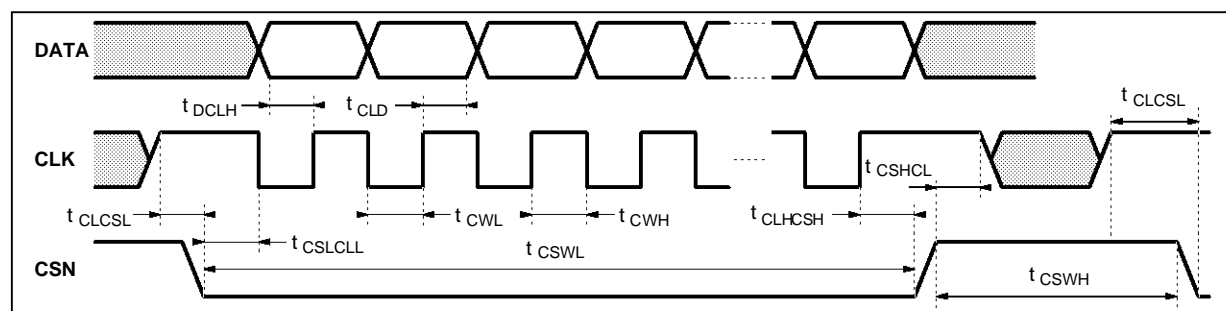 DATA
t DCLH
t CLD
t CLCSL
CLK
t CSHCL
t CLCSL
t CWL
t CWH
t CLHCSH
t CSLCLL
t CSWL
CSN
t CSWH